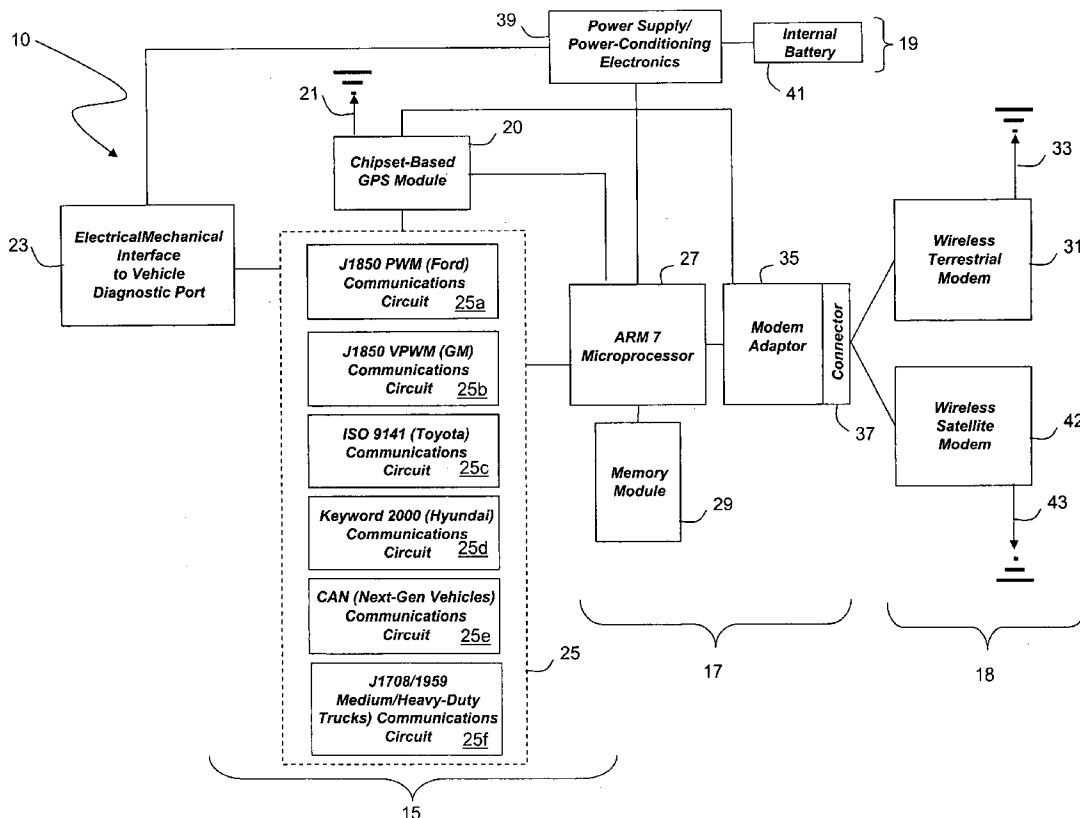 39
Power Supply/
Power-Conditioning
Electronics
Internal
Battery
19
41
10
21
20
Chipset-Based
GPS Module
33
23
ElectricalMechanical
Interface
to Vehicle
Diagnostic Port
J1850 PWM (Ford)
Communications
Circuit 25a
J1850 VPWM (GM)
Communications
Circuit 25b
ISO 9141 (Toyota)
Communications
Circuit 25c
Keyword 2000 (Hyundai)
Communications
Circuit 25d
CAN (Next-Gen Vehicles)
Communications
Circuit 25e
J1708/1959
Medium/Heavy-Duty
Trucks) Communications
Circuit 25f
25
15
27
ARM 7
Microprocessor
35
Modem
Adaptor
Connector
37
Memory
Module
29
17
Wireless
Terrestrial
Modem
31
Wireless
Satellite
Modem
42
43
18